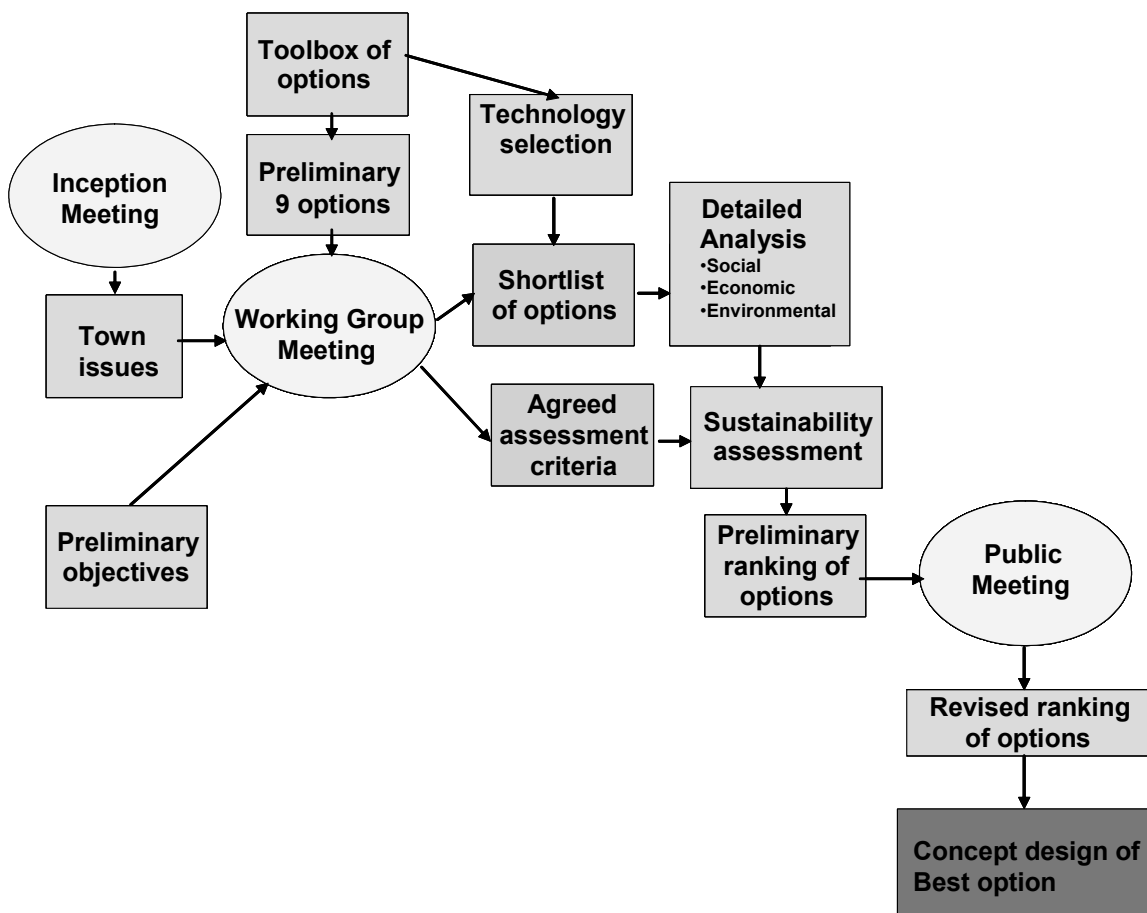 Toolbox of
options
Technology
selection
Inception
Meeting
Preliminary
9 options
Detailed
Analysis
•Social
•Economic
•Environmental
Shortlist
of options
Working Group
Meeting
Town
issues
Agreed
assessment
criteria
Sustainability
assessment
Preliminary
objectives
Preliminary
ranking of
options
Public
Meeting
Revised ranking
of options
Concept design of
Best option